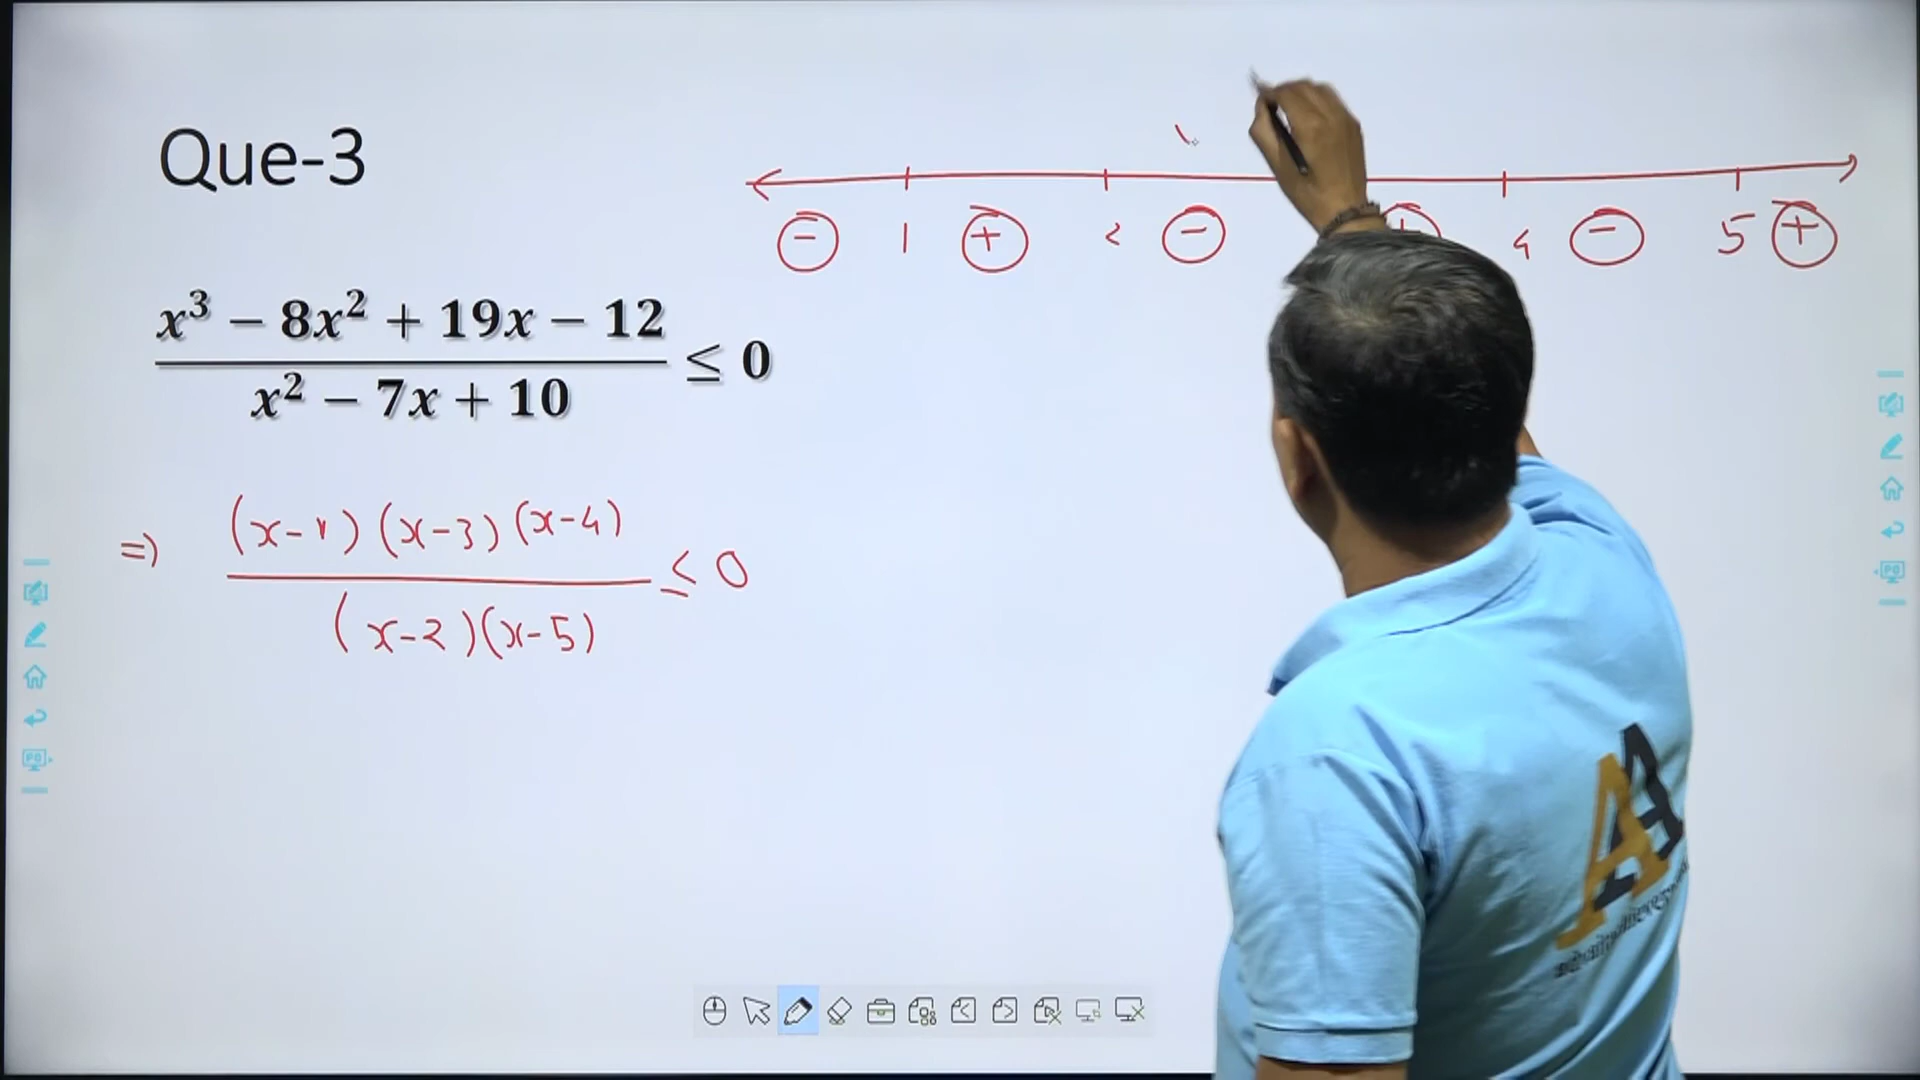 Que-3
− 1 + 2 − + 4 − 5 +
x³ − 8x² + 19x − 12
x² − 7x + 10
≤ 0
⇒ (x-1) (x-3) (x-4)
(x-2)(x-5)
≤ 0
AA